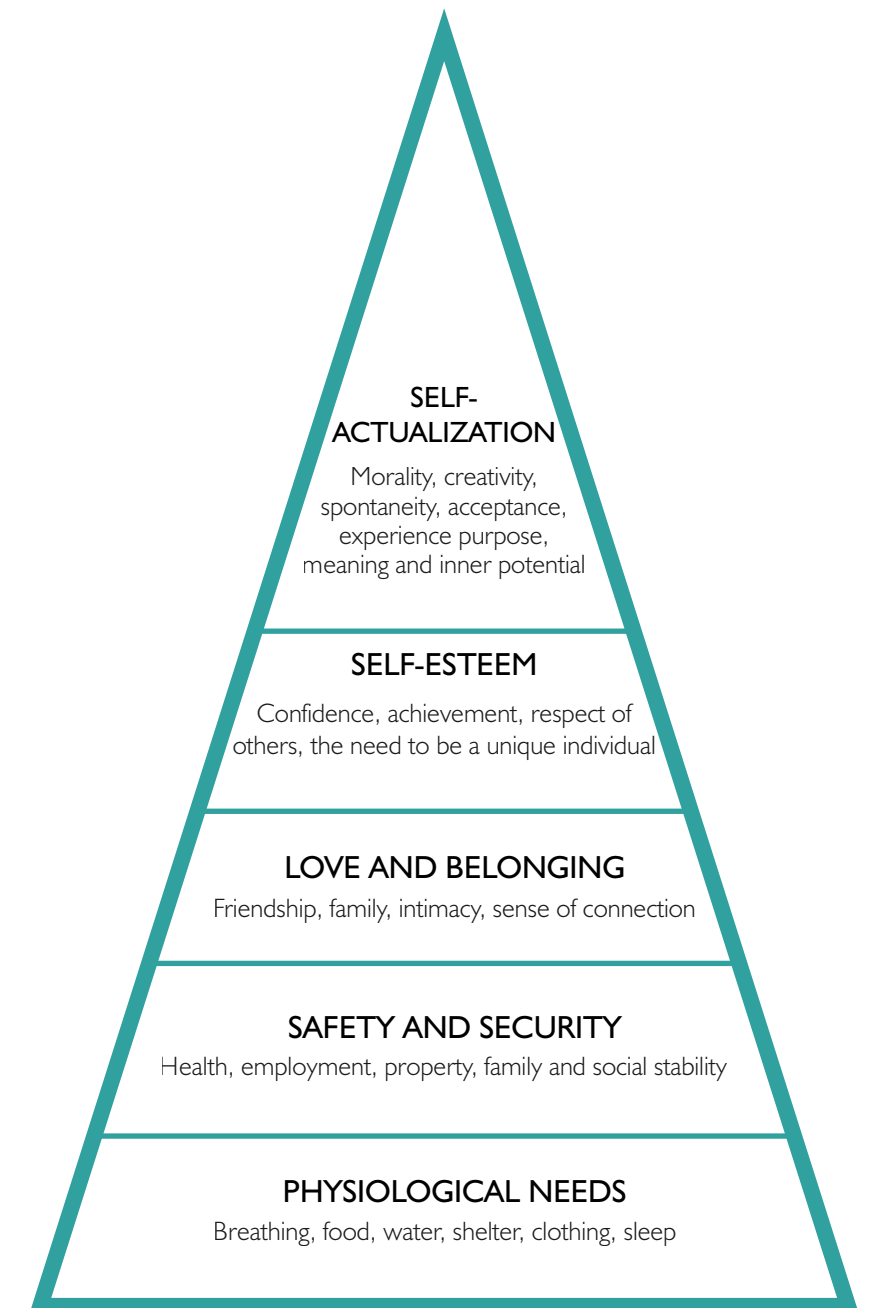 SELF-
ACTUALIZATION
Morality, creativity,
spontaneity, acceptance,
experience purpose,
meaning and inner potential
SELF-ESTEEM
Confidence, achievement, respect of
others, the need to be a unique individual
LOVE AND BELONGING
Friendship, family, intimacy, sense of connection
SAFETY AND SECURITY
Health, employment, property, family and social stability
PHYSIOLOGICAL NEEDS
Breathing, food, water, shelter, clothing, sleep